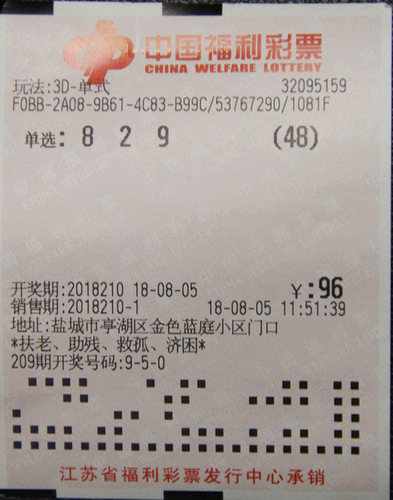 中国福利彩票
CHINA WELFARE LOTTERY
玩法:3D-单式 32095159
F0BB-2A08-9B61-4C83-B99C/53767290/1081F
单选: 8 2 9 (48)
开奖期:2018210 18-08-05 ￥:96
销售期:2018210-1 18-08-05 11:51:39
地址:盐城市亭湖区金色蓝庭小区门口
*扶老、助残、救孤、济困*
209期开奖号码:9-5-0
江苏省福利彩票发行中心承销